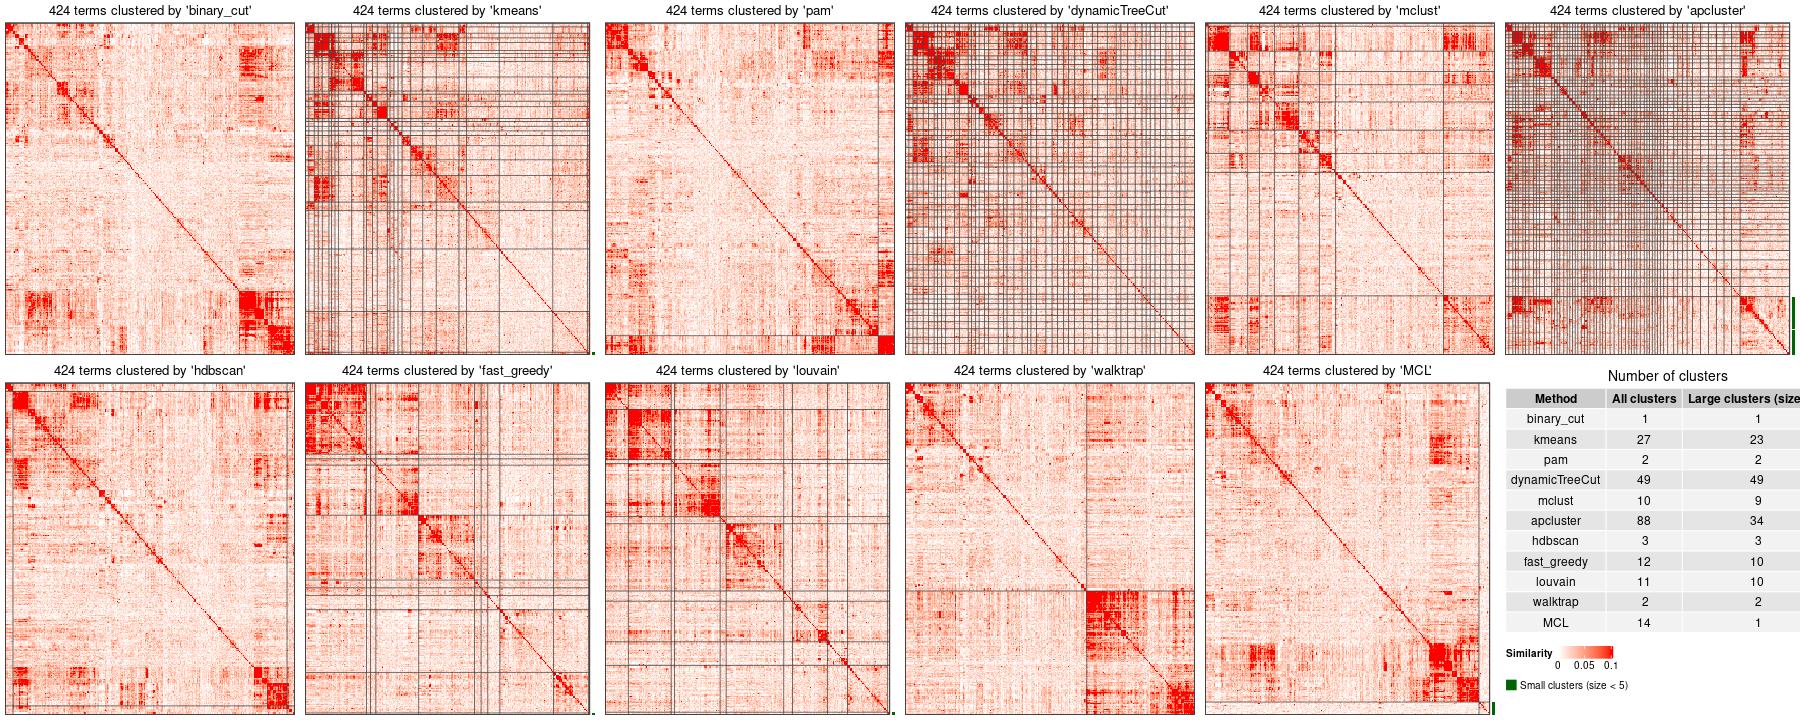 424 terms clustered by 'binary_cut'
424 terms clustered by 'kmeans'
424 terms clustered by 'pam'
424 terms clustered by 'dynamicTreeCut'
424 terms clustered by 'mclust'
424 terms clustered by 'apcluster'
424 terms clustered by 'hdbscan'
424 terms clustered by 'fast_greedy'
424 terms clustered by 'louvain'
424 terms clustered by 'walktrap'
424 terms clustered by 'MCL'
Number of clusters
Method All clusters Large clusters (size
binary_cut 1 1
kmeans 27 23
pam 2 2
dynamicTreeCut 49 49
mclust 10 9
apcluster 88 34
hdbscan 3 3
fast_greedy 12 10
louvain 11 10
walktrap 2 2
MCL 14 1
Similarity
0 0.05 0.1
Small clusters (size < 5)